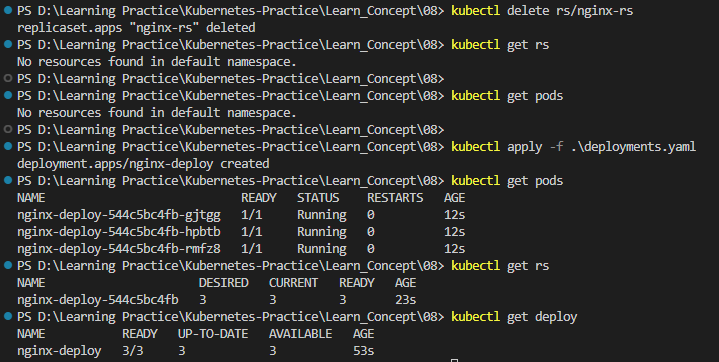 PS D:\Learning Practice\Kubernetes-Practice\Learn_Concept\08> kubectl delete rs/nginx-rs
replicaset.apps "nginx-rs" deleted
PS D:\Learning Practice\Kubernetes-Practice\Learn_Concept\08> kubectl get rs
No resources found in default namespace.
PS D:\Learning Practice\Kubernetes-Practice\Learn_Concept\08>
PS D:\Learning Practice\Kubernetes-Practice\Learn_Concept\08> kubectl get pods
No resources found in default namespace.
PS D:\Learning Practice\Kubernetes-Practice\Learn_Concept\08>
PS D:\Learning Practice\Kubernetes-Practice\Learn_Concept\08> kubectl apply -f .\deployments.yaml
deployment.apps/nginx-deploy created
PS D:\Learning Practice\Kubernetes-Practice\Learn_Concept\08> kubectl get pods
NAME READY STATUS RESTARTS AGE
nginx-deploy-544c5bc4fb-gjtgg 1/1 Running 0 12s
nginx-deploy-544c5bc4fb-hpbtb 1/1 Running 0 12s
nginx-deploy-544c5bc4fb-rmfz8 1/1 Running 0 12s
PS D:\Learning Practice\Kubernetes-Practice\Learn_Concept\08> kubectl get rs
NAME DESIRED CURRENT READY AGE
nginx-deploy-544c5bc4fb 3 3 3 23s
PS D:\Learning Practice\Kubernetes-Practice\Learn_Concept\08> kubectl get deploy
NAME READY UP-TO-DATE AVAILABLE AGE
nginx-deploy 3/3 3 3 53s